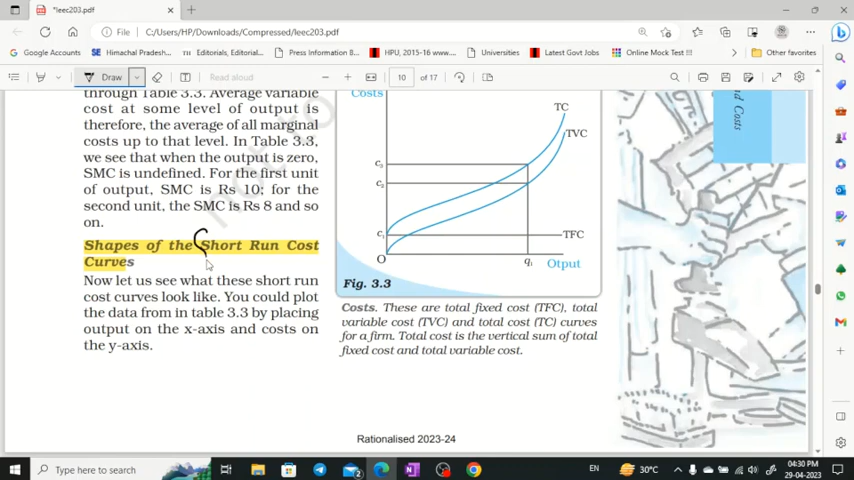 *leec203.pdf
File
C:/Users/HP/Downloads/Compressed/leec203.pdf
Google Accounts
Himachal Pradesh,...
Editorials, Editorial...
Press Information B...
HPU, 2015-16 www....
Universities
Latest Govt Jobs
Online Mock Test !!!
Other favorites
Draw
Read aloud
10 of 17
through Table 3.3. Average variable
cost at some level of output is
therefore, the average of all marginal
costs up to that level. In Table 3.3,
we see that when the output is zero,
SMC is undefined. For the first unit
of output, SMC is Rs 10; for the
second unit, the SMC is Rs 8 and so
on.
Shapes of the Short Run Cost
Curves
Now let us see what these short run
cost curves look like. You could plot
the data from in table 3.3 by placing
output on the x-axis and costs on
the y-axis.
Costs
TC
TVC
c3
c2
c1
TFC
O
q1
Otput
Fig. 3.3
Costs. These are total fixed cost (TFC), total
variable cost (TVC) and total cost (TC) curves
for a firm. Total cost is the vertical sum of total
fixed cost and total variable cost.
and Costs
not to
Rationalised 2023-24
Type here to search
EN
30°C
04:30 PM
29-04-2023